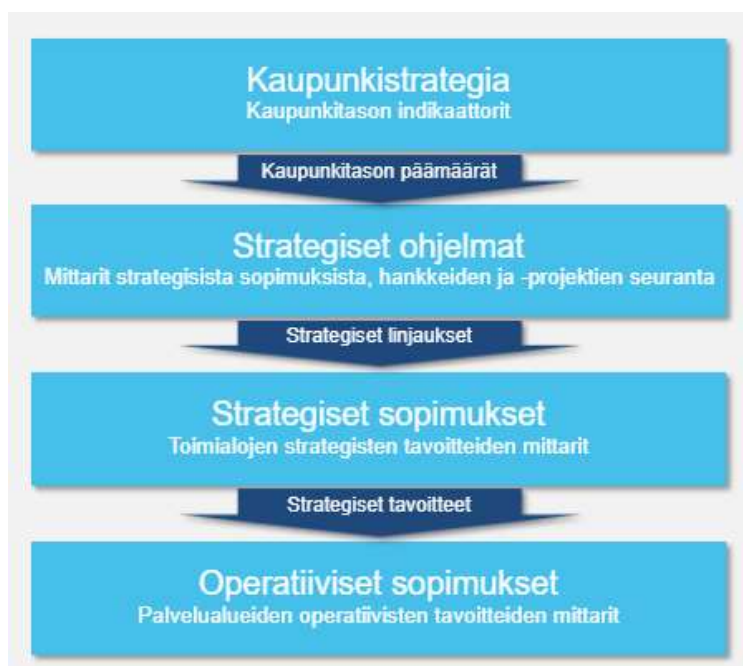 Kaupunkistrategia
Kaupunkitason indikaattorit
Kaupunkitason päämäärät
Strategiset ohjelmat
Mittarit strategisista sopimuksista, hankkeiden ja -projektien seuranta
Strategiset linjaukset
Strategiset sopimukset
Toimialojen strategisten tavoitteiden mittarit
Strategiset tavoitteet
Operatiiviset sopimukset
Palvelualueiden operatiivisten tavoitteiden mittarit